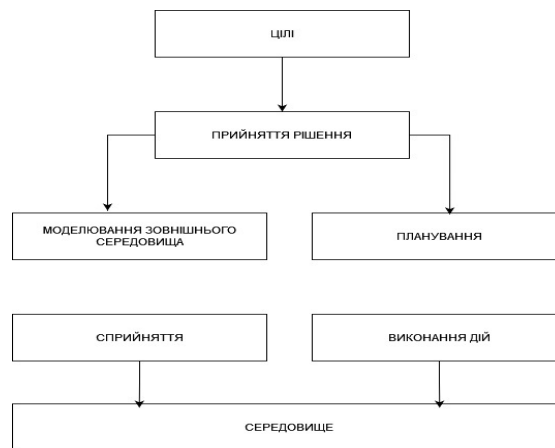 ЦІЛІ
ПРИЙНЯТТЯ РІШЕННЯ
МОДЕЛЮВАННЯ ЗОВНІШНЬОГО
СЕРЕДОВИЩА
ПЛАНУВАННЯ
СПРИЙНЯТТЯ
ВИКОНАННЯ ДІЙ
СЕРЕДОВИЩЕ